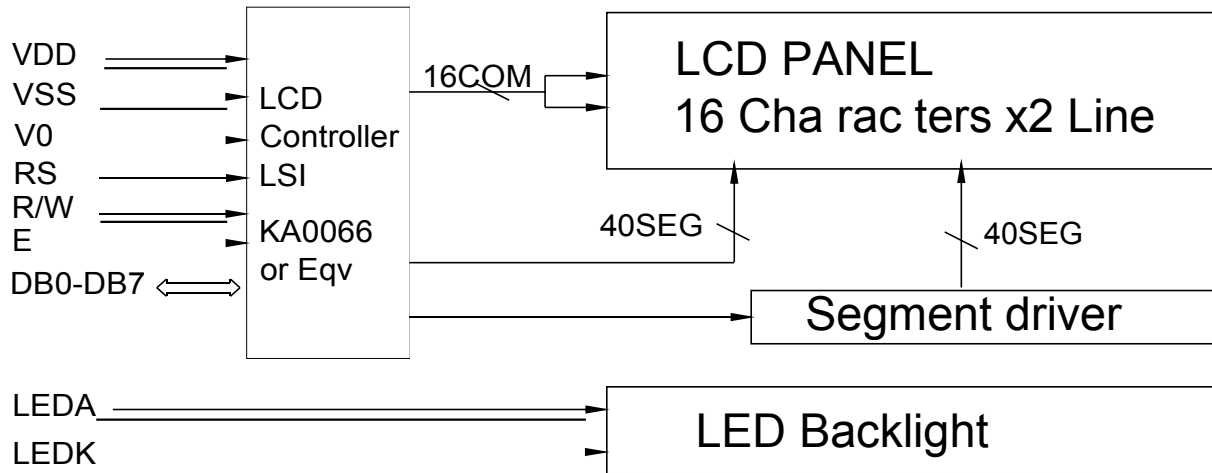 VDD
VSS
V0
RS
R/W
E
DB0-DB7
LCD
Controller
LSI
KA0066
or Eqv
16COM
LCD PANEL
16 Cha rac ters x2 Line
40SEG
40SEG
Segment driver
LEDA
LEDK
LED Backlight